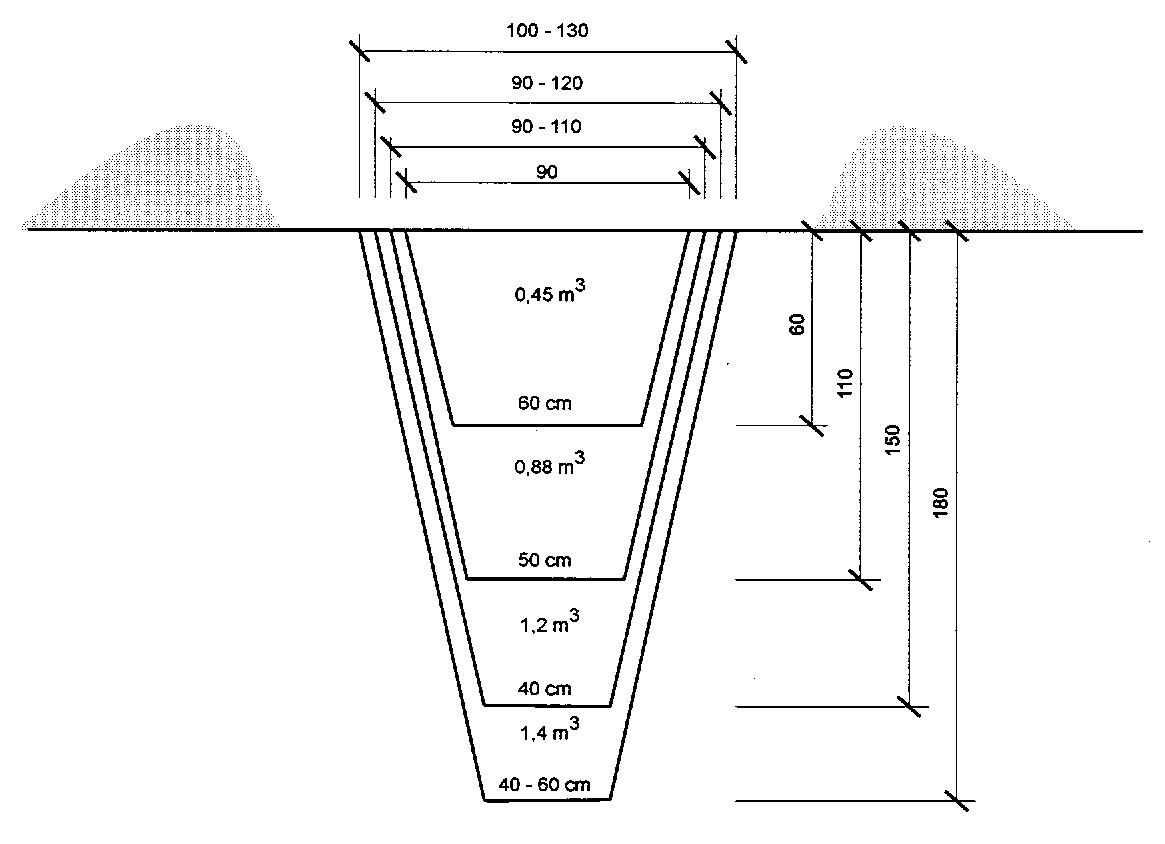 100 - 130
90 - 120
90 - 110
90
0,45 m³
60
110
60 cm
150
0,88 m³
180
50 cm
1,2 m³
40 cm
1,4 m³
40 - 60 cm